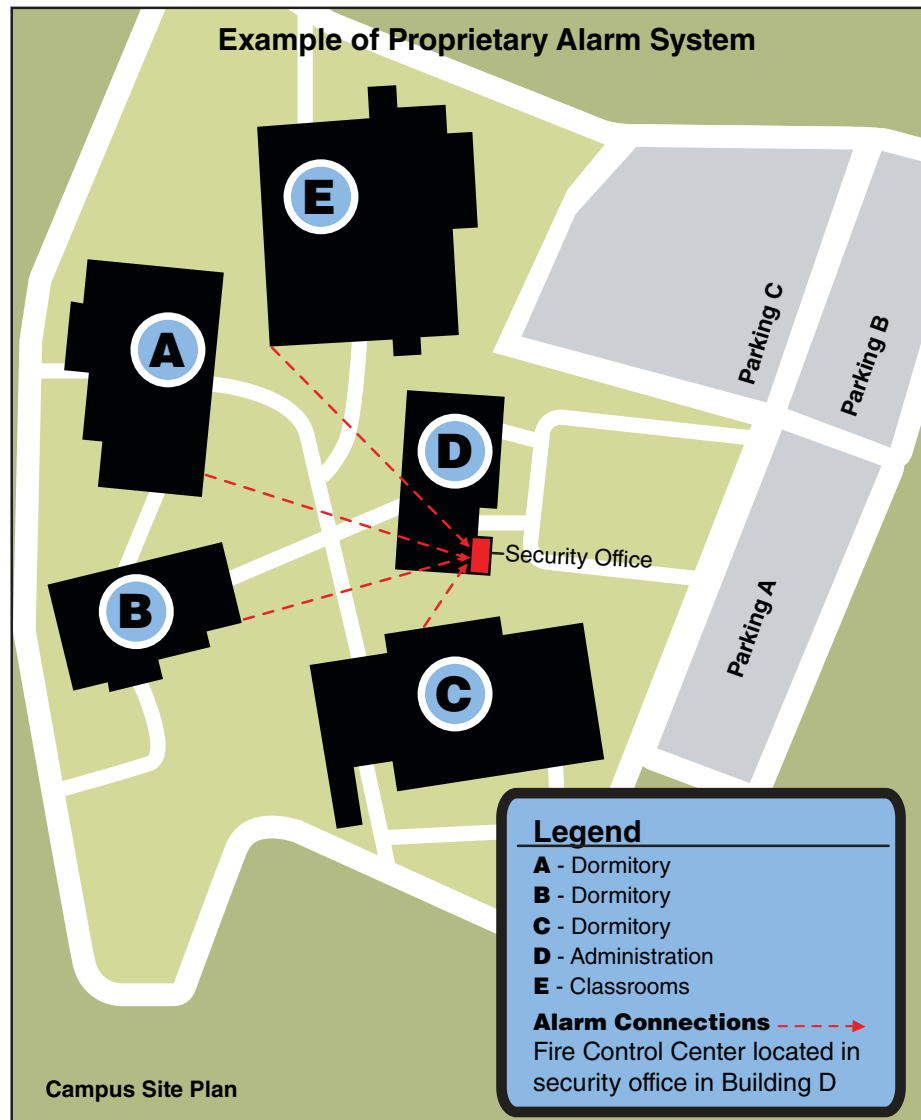 Example of Proprietary Alarm System
E
A
D
B
C
Parking C
Parking B
Parking A
Security Office
Legend
A - Dormitory
B - Dormitory
C - Dormitory
D - Administration
E - Classrooms
Alarm Connections
Fire Control Center located in
security office in Building D
Campus Site Plan